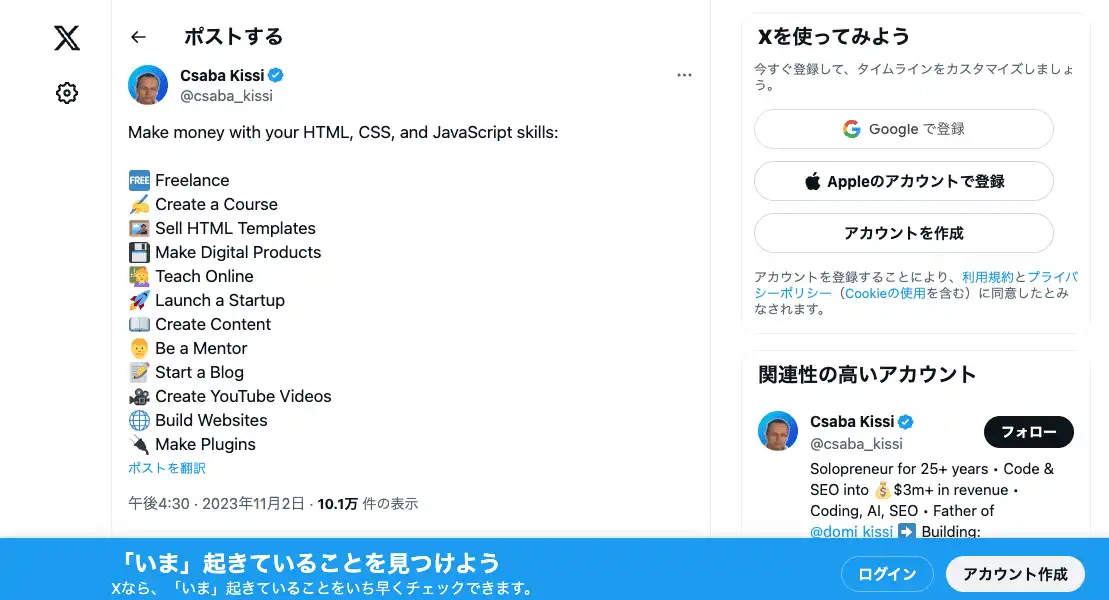 ポストする
Csaba Kissi
@csaba_kissi
Make money with your HTML, CSS, and JavaScript skills:
FREE Freelance
Create a Course
Sell HTML Templates
Make Digital Products
Teach Online
Launch a Startup
Create Content
Be a Mentor
Start a Blog
Create YouTube Videos
Build Websites
Make Plugins
ポストを翻訳
午後4:30 · 2023年11月2日 · 10.1万 件の表示
Xを使ってみよう
今すぐ登録して、タイムラインをカスタマイズしましょ
う。
Google で登録
Appleのアカウントで登録
アカウントを作成
アカウントを登録することにより、利用規約とプライバ
シーポリシー（Cookieの使用を含む）に同意したとみ
なされます。
関連性の高いアカウント
Csaba Kissi
@csaba_kissi
フォロー
Solopreneur for 25+ years • Code &
SEO into 💰$3m+ in revenue •
Coding, AI, SEO • Father of
@domi_kissi ➡️ Building:
「いま」起きていることを見つけよう
Xなら、「いま」起きていることをいち早くチェックできます。
ログイン
アカウント作成